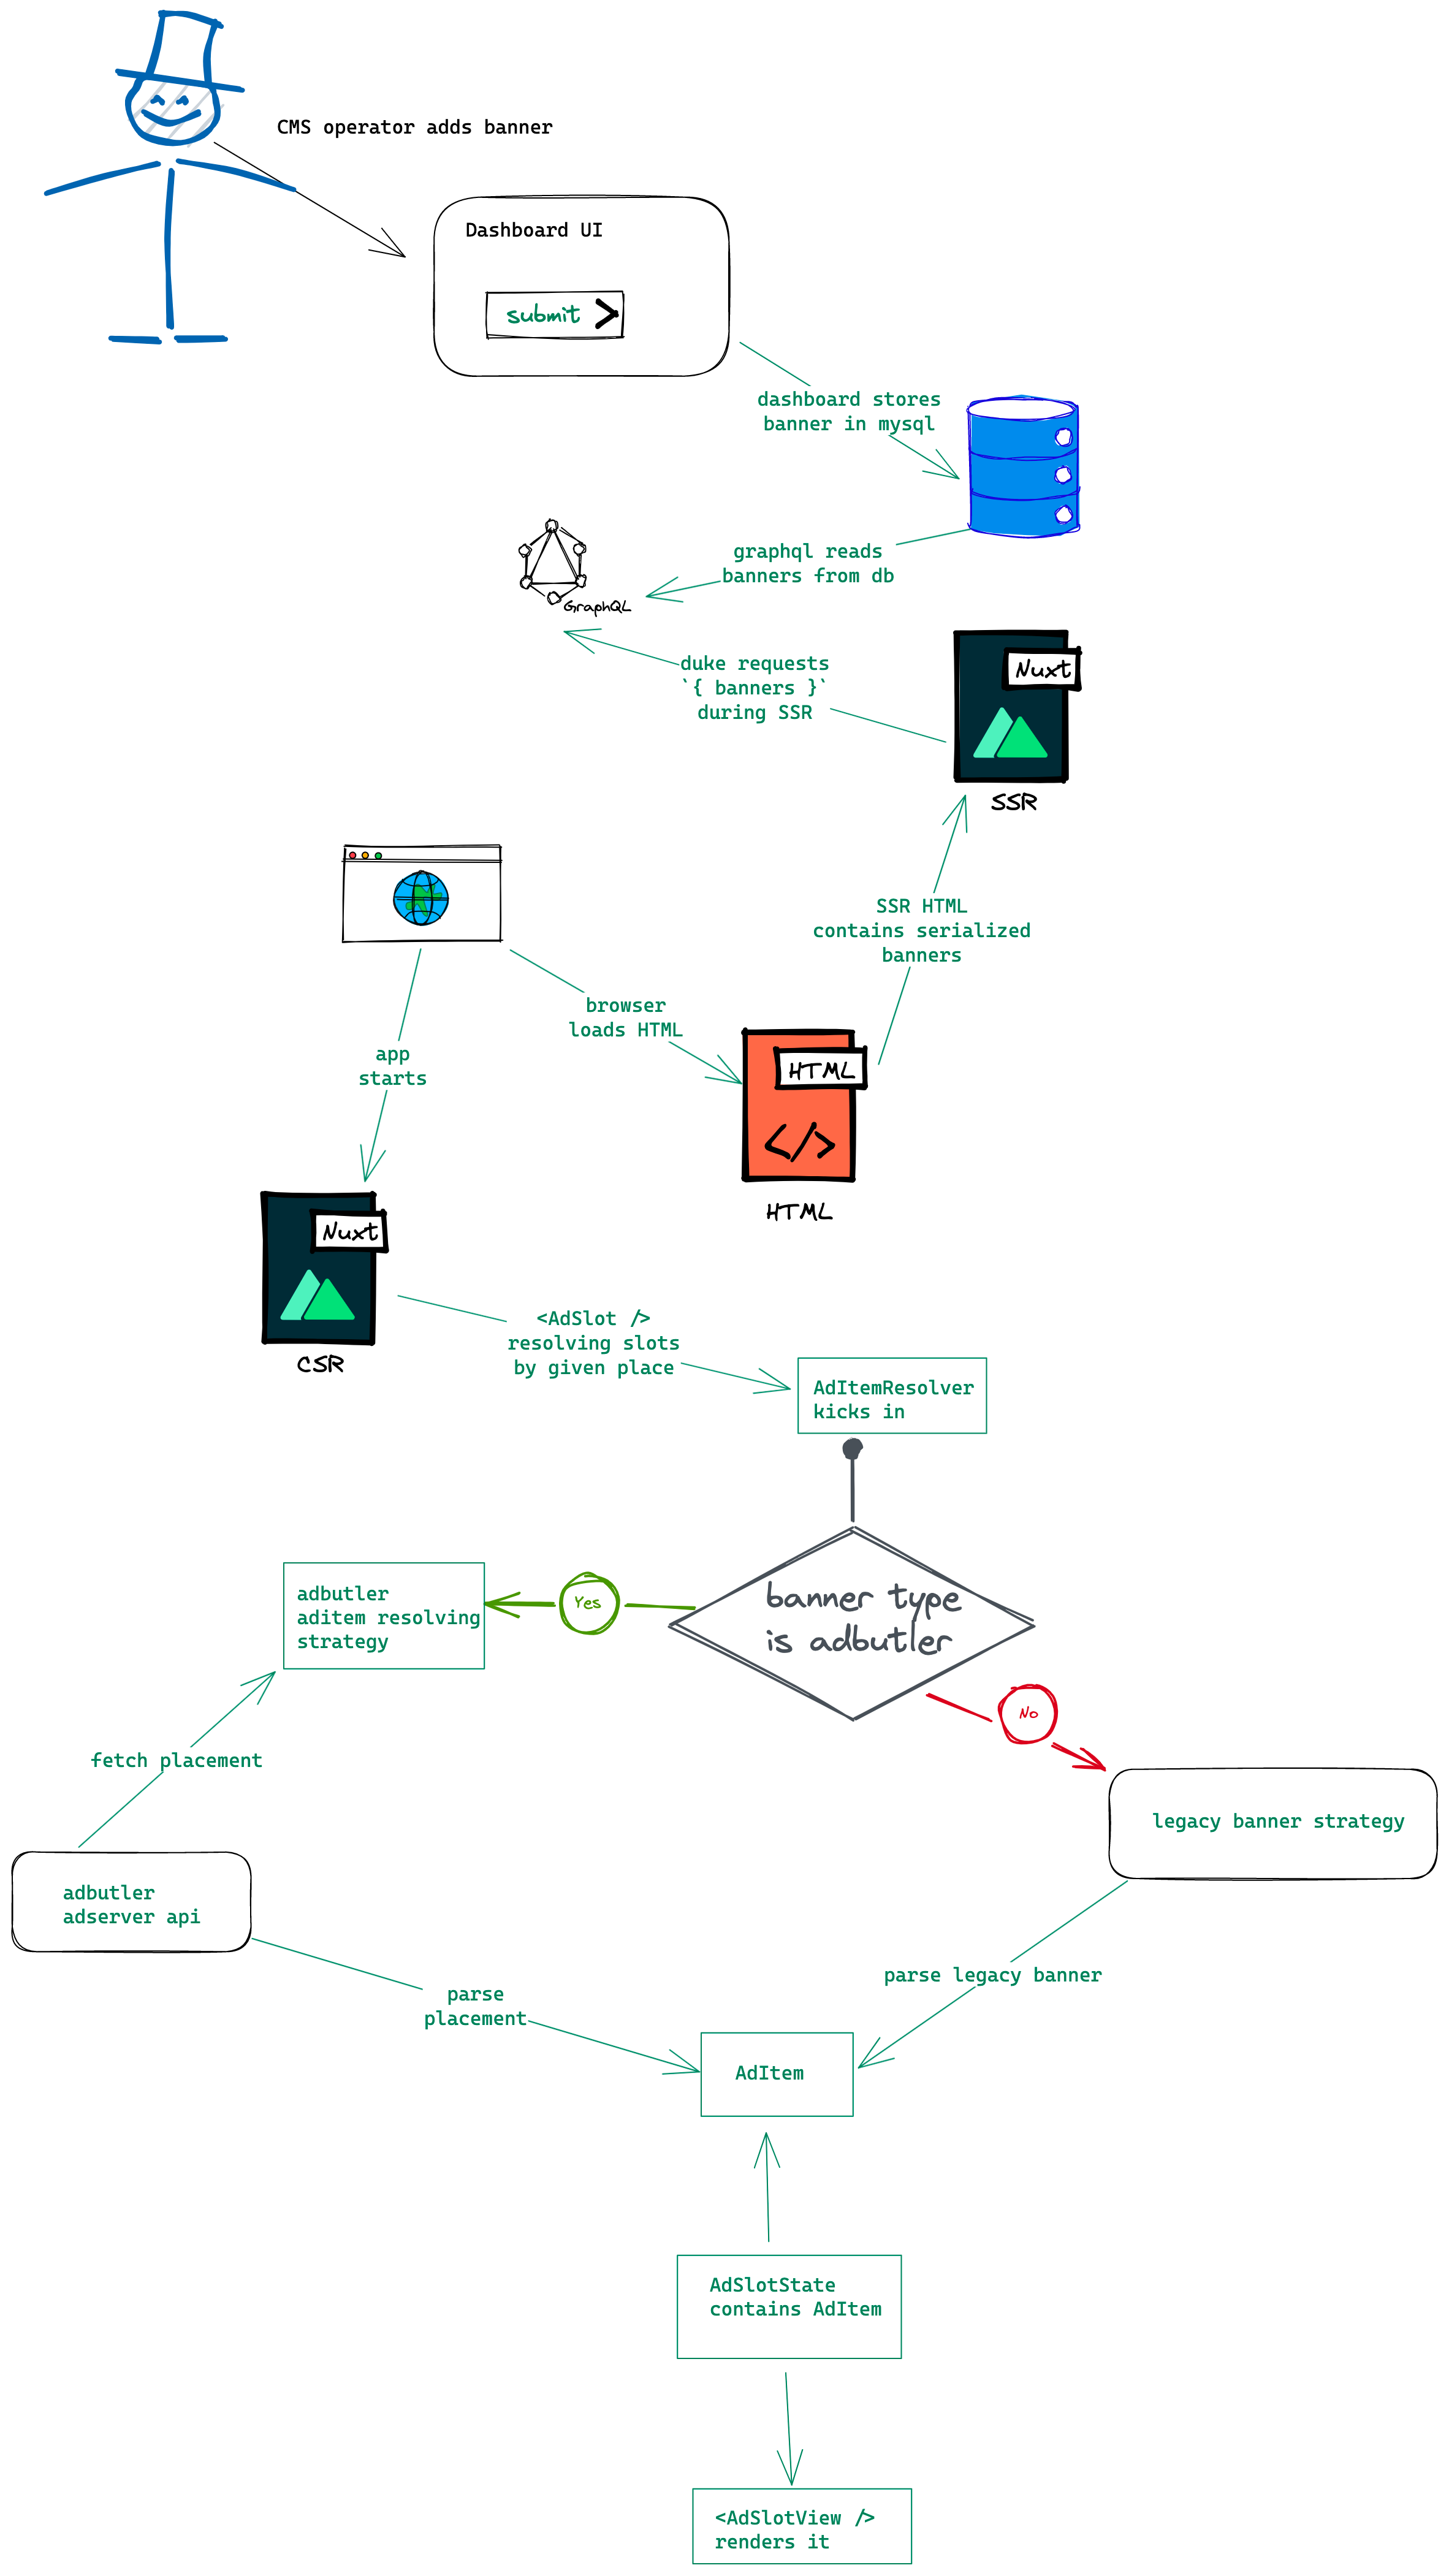 CMS operator adds banner
Dashboard UI
submit >
dashboard stores
banner in mysql
graphql reads
banners from db
GraphQL
duke requests
`{ banners }`
during SSR
Nuxt
SSR
SSR HTML
contains serialized
banners
browser
loads HTML
app
starts
HTML
</>
HTML
Nuxt
CSR
<AdSlot />
resolving slots
by given place
AdItemResolver
kicks in
banner type
is adbutler
Yes
adbutler
aditem resolving
strategy
No
fetch placement
legacy banner strategy
adbutler
adserver api
parse legacy banner
parse
placement
AdItem
AdSlotState
contains AdItem
<AdSlotView />
renders it